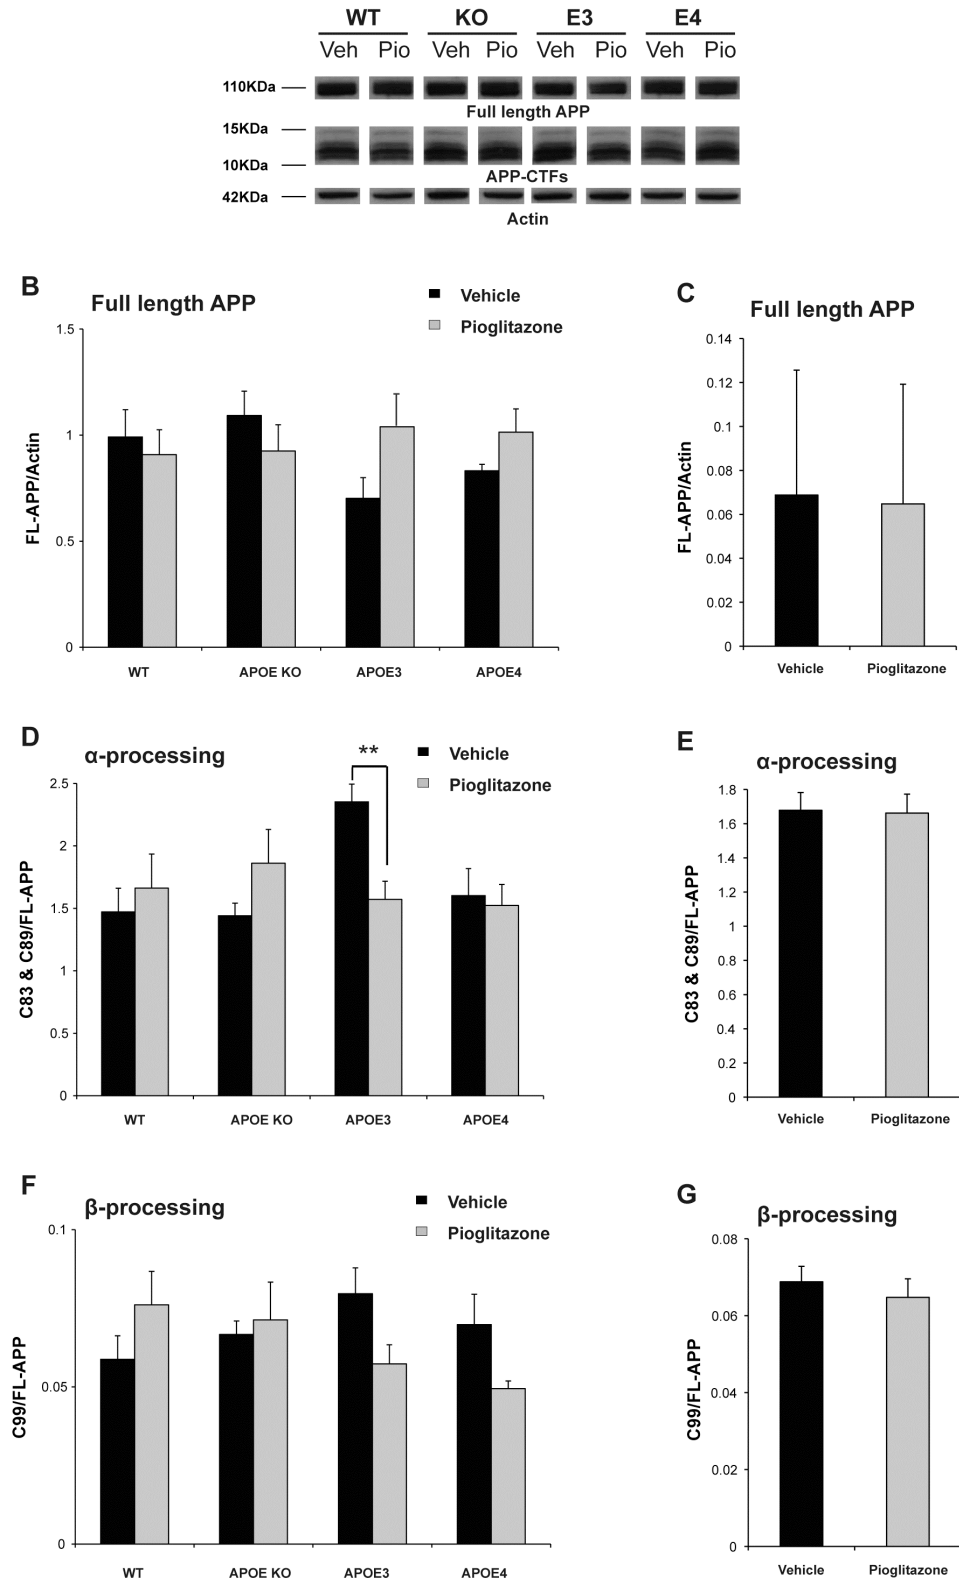 WT KO E3 E4
Veh Pio Veh Pio Veh Pio Veh Pio
110KDa
Full length APP
15KDa
10KDa
APP-CTFs
42KDa
Actin
B
Full length APP
Vehicle
Pioglitazone
1.5
1
0.5
0
FL-APP/Actin
WT APOE KO APOE3 APOE4
C
Full length APP
0.14
0.12
0.1
0.08
0.06
0.04
0.02
0
FL-APP/Actin
Vehicle Pioglitazone
D
α-processing
Vehicle
Pioglitazone
**
2.5
2
1.5
1
0.5
0
C83 & C89/FL-APP
WT APOE KO APOE3 APOE4
E
α-processing
1.8
1.6
1.4
1.2
1
0.8
0.6
0.4
0.2
0
C83 & C89/FL-APP
Vehicle Pioglitazone
F
β-processing
Vehicle
Pioglitazone
0.1
0.05
0
C99/FL-APP
WT APOE KO APOE3 APOE4
G
β-processing
0.08
0.06
0.04
0.02
0
C99/FL-APP
Vehicle Pioglitazone